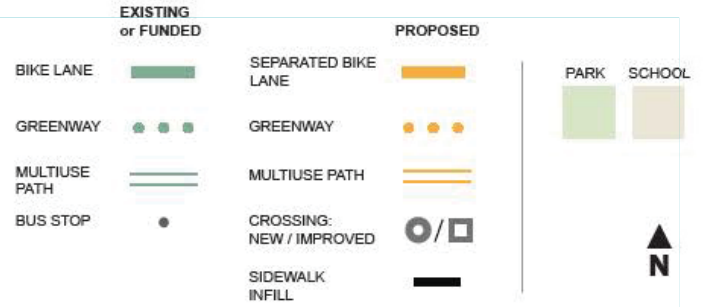 EXISTING
or FUNDED
BIKE LANE
GREENWAY
MULTIUSE
PATH
BUS STOP
PROPOSED
SEPARATED BIKE
LANE
GREENWAY
MULTIUSE PATH
CROSSING:
NEW / IMPROVED
/
SIDEWALK
INFILL
PARK
SCHOOL
N